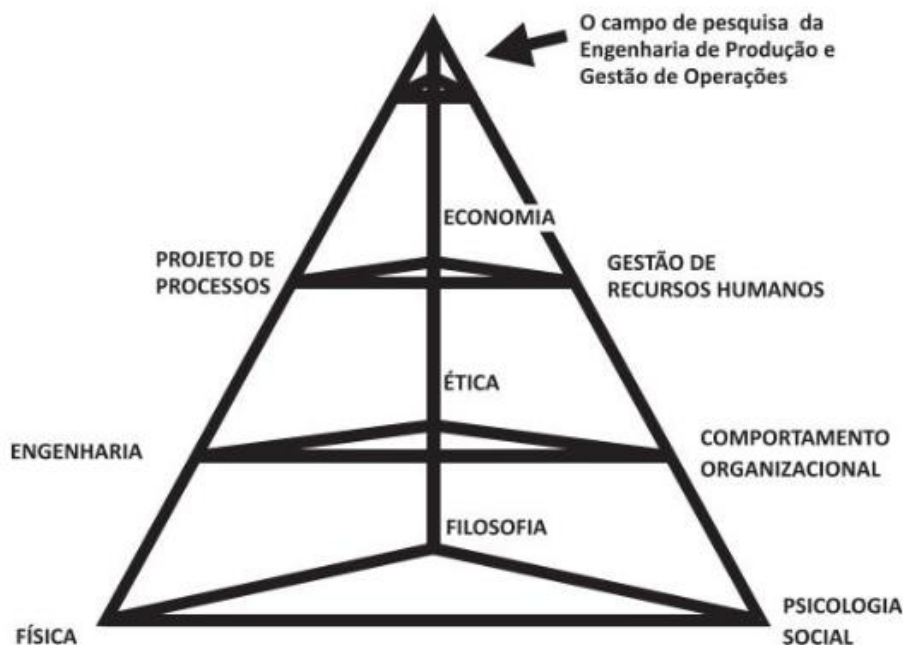 O campo de pesquisa da
Engenharia de Produção e
Gestão de Operações
ECONOMIA
PROJETO DE
PROCESSOS
GESTÃO DE
RECURSOS HUMANOS
ÉTICA
ENGENHARIA
COMPORTAMENTO
ORGANIZACIONAL
FILOSOFIA
FÍSICA
PSICOLOGIA
SOCIAL